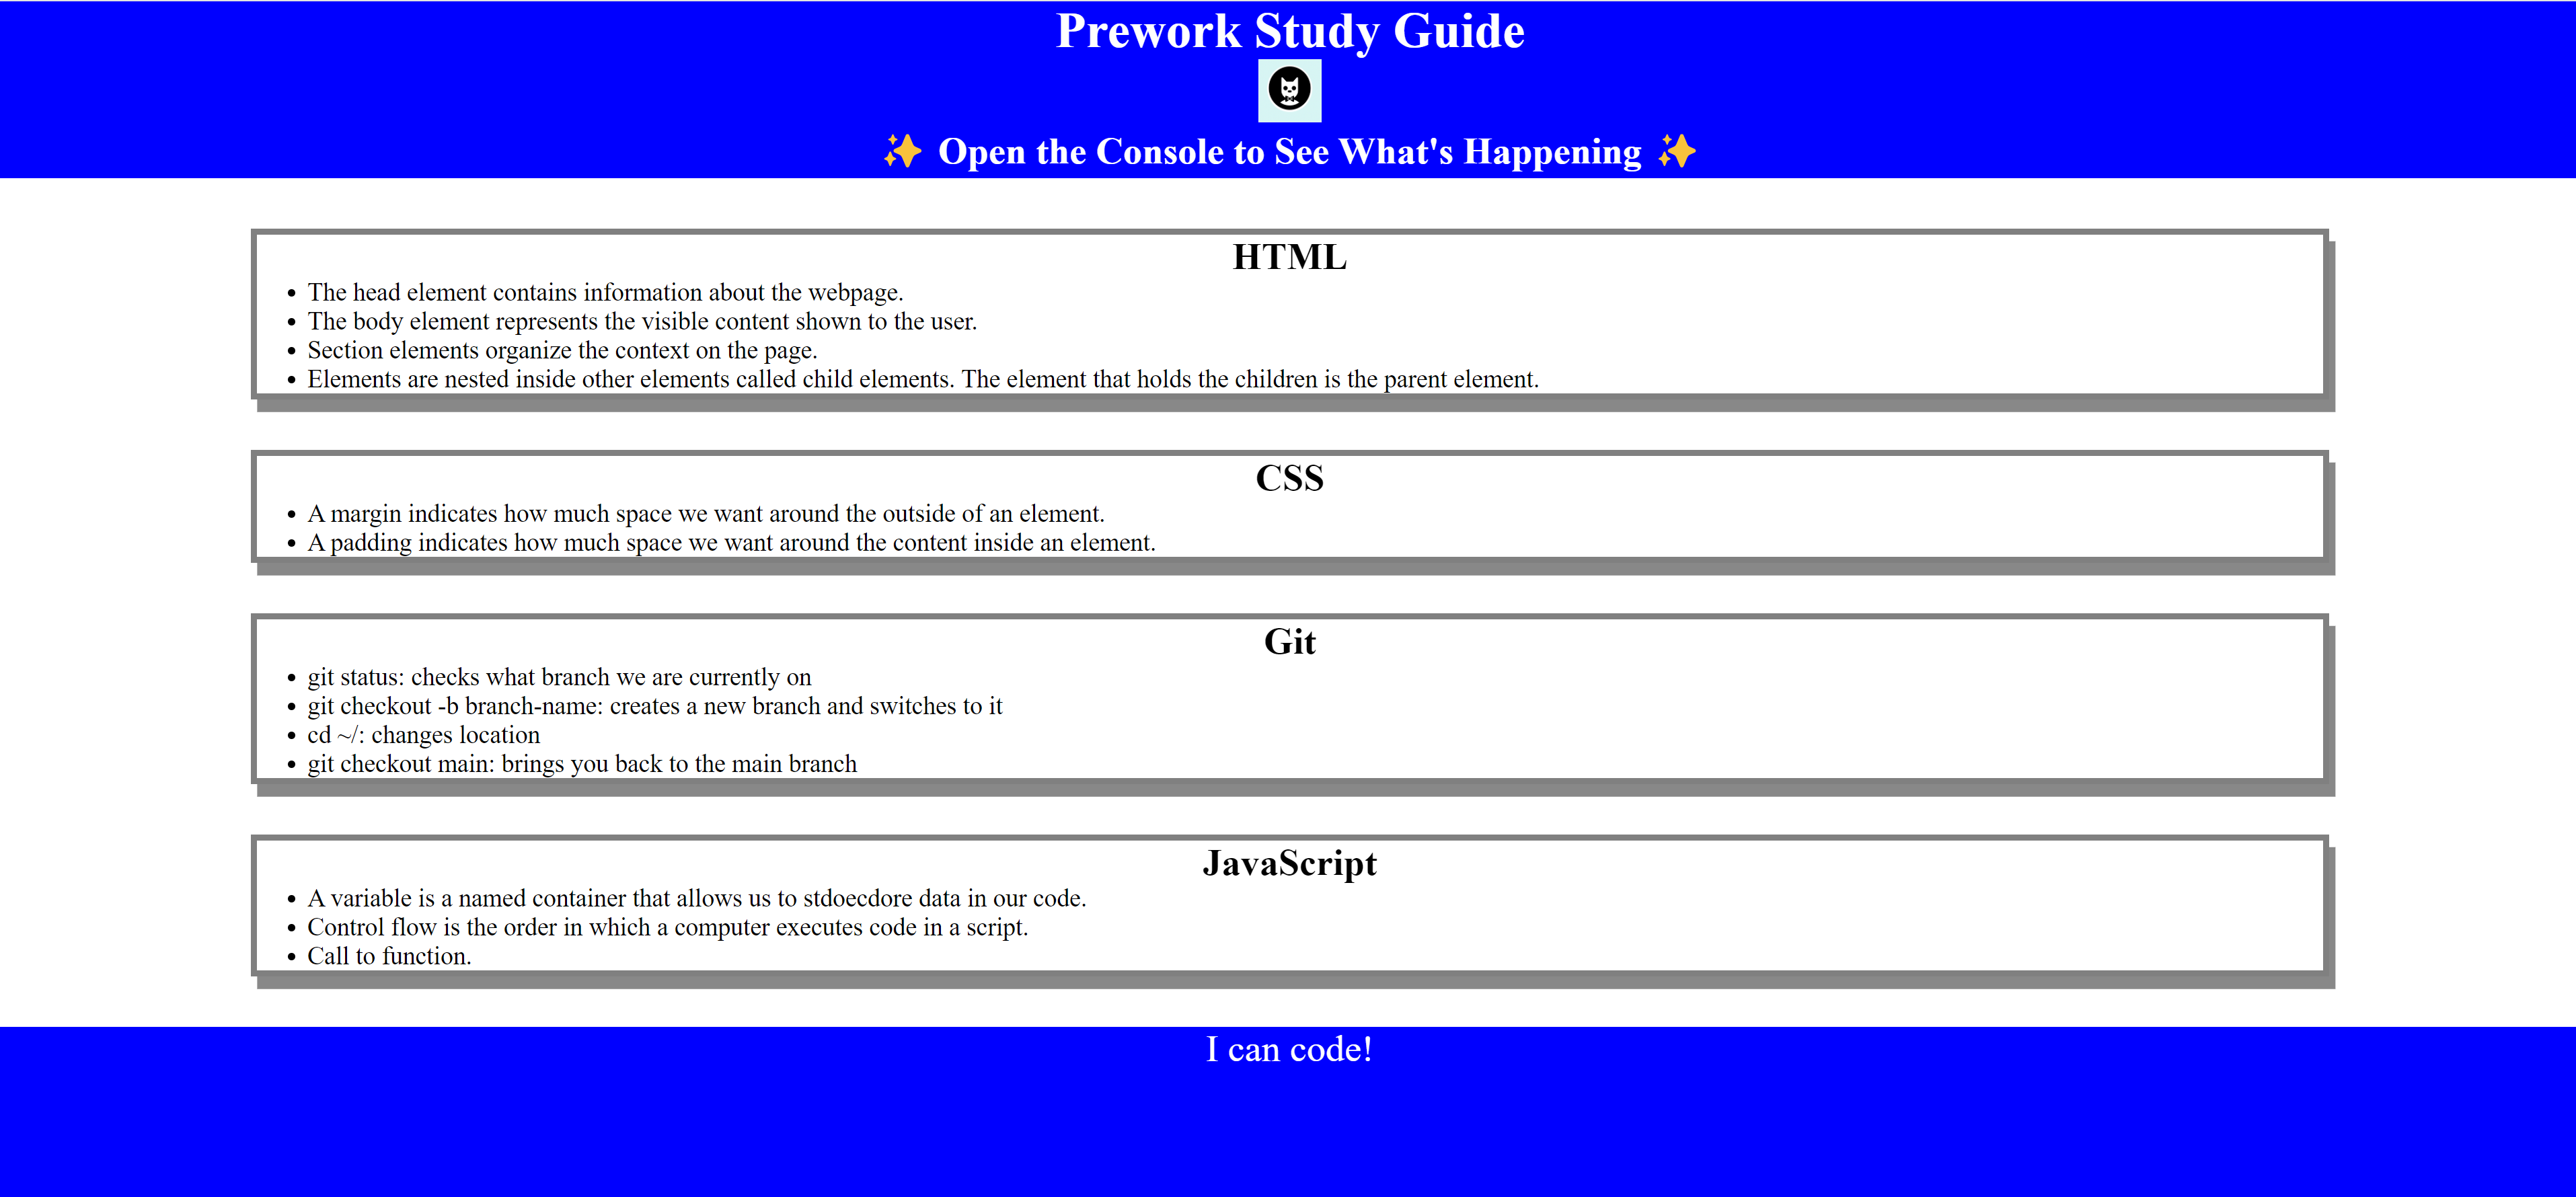 Prework Study Guide
✨ Open the Console to See What's Happening ✨
HTML
• The head element contains information about the webpage.
• The body element represents the visible content shown to the user.
• Section elements organize the context on the page.
• Elements are nested inside other elements called child elements. The element that holds the children is the parent element.
CSS
• A margin indicates how much space we want around the outside of an element.
• A padding indicates how much space we want around the content inside an element.
Git
• git status: checks what branch we are currently on
• git checkout -b branch-name: creates a new branch and switches to it
• cd ~/: changes location
• git checkout main: brings you back to the main branch
JavaScript
• A variable is a named container that allows us to stdoecdore data in our code.
• Control flow is the order in which a computer executes code in a script.
• Call to function.
I can code!